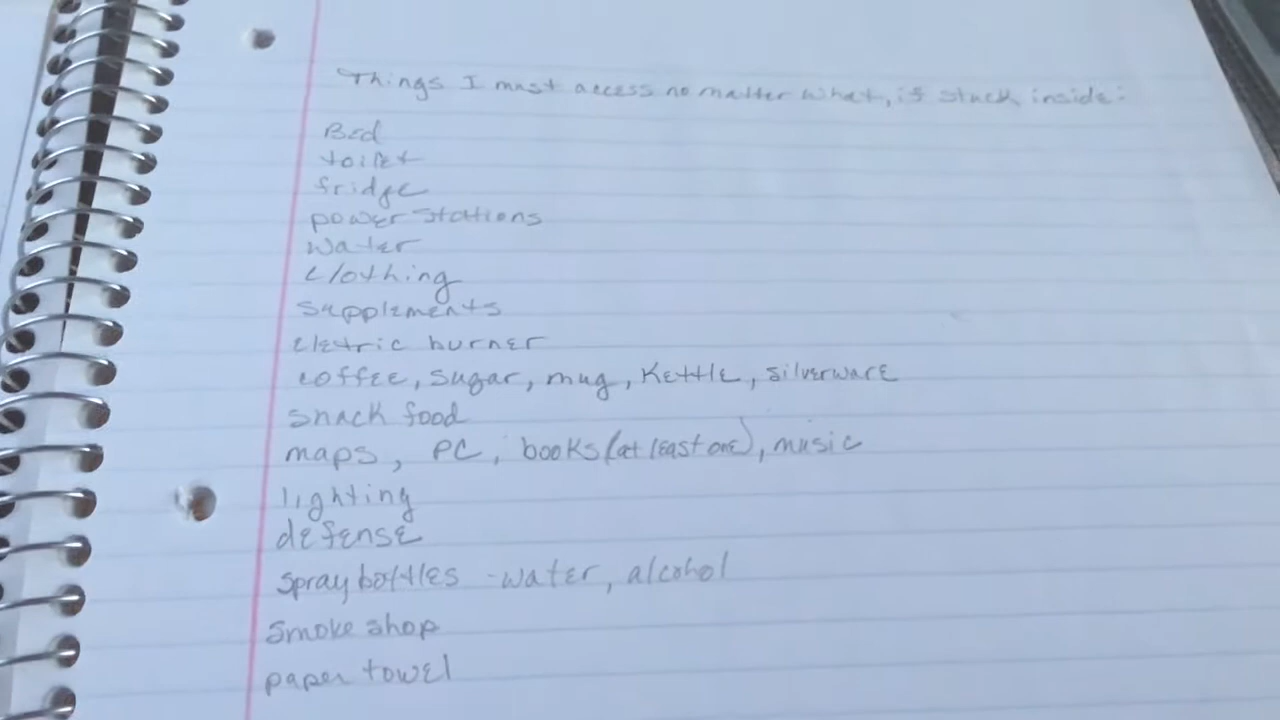 Things I must access no matter what, if stuck inside:
Bed
toilet
fridge
power stations
water
clothing
supplements
eletric burner
coffee, sugar, mug, kettle, silverware
snack food
maps, PC, books (at least one), music
lighting
defense
spray bottles - water, alcohol
smoke shop
paper towel